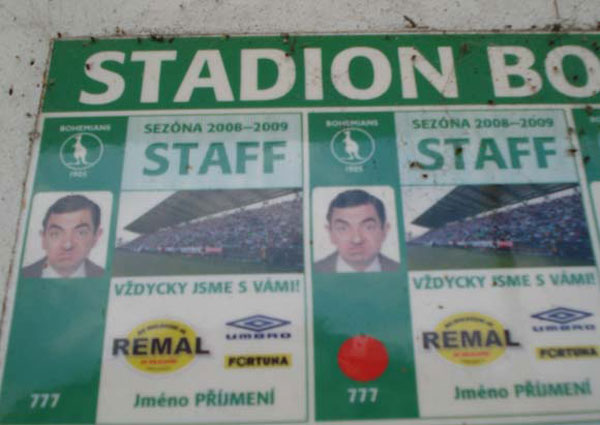 STADION BO
BOHEMIANS
1905
SEZÓNA 2008–2009
STAFF
VŽDYCKY JSME S VÁMI!
REMAL
UMBRO
FORTUNA
777
Jméno PŘÍJMENÍ
BOHEMIANS
1905
SEZÓNA 2008–2009
STAFF
VŽDYCKY JSME S VÁMI!
REMAL
UMBRO
FORTUNA
777
Jméno PŘÍJMENÍ